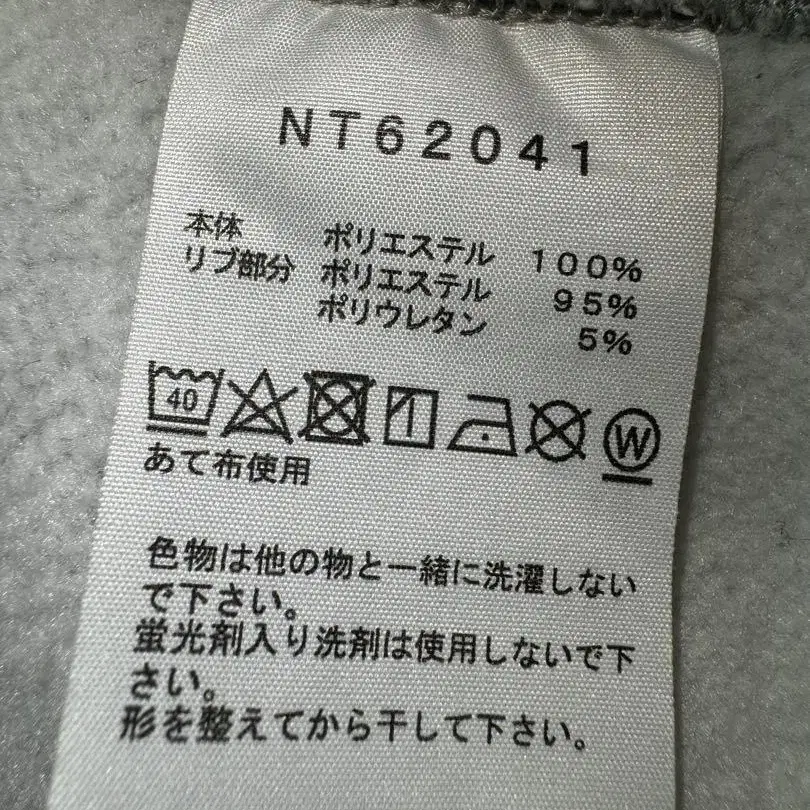 NT62041
本体 ポリエステル 100%
リブ部分 ポリエステル 95%
ポリウレタン 5%
40 W
あて布使用
色物は他の物と一緒に洗濯しない
で下さい。
蛍光剤入り洗剤は使用しないで下
さい。
形を整えてから干して下さい。